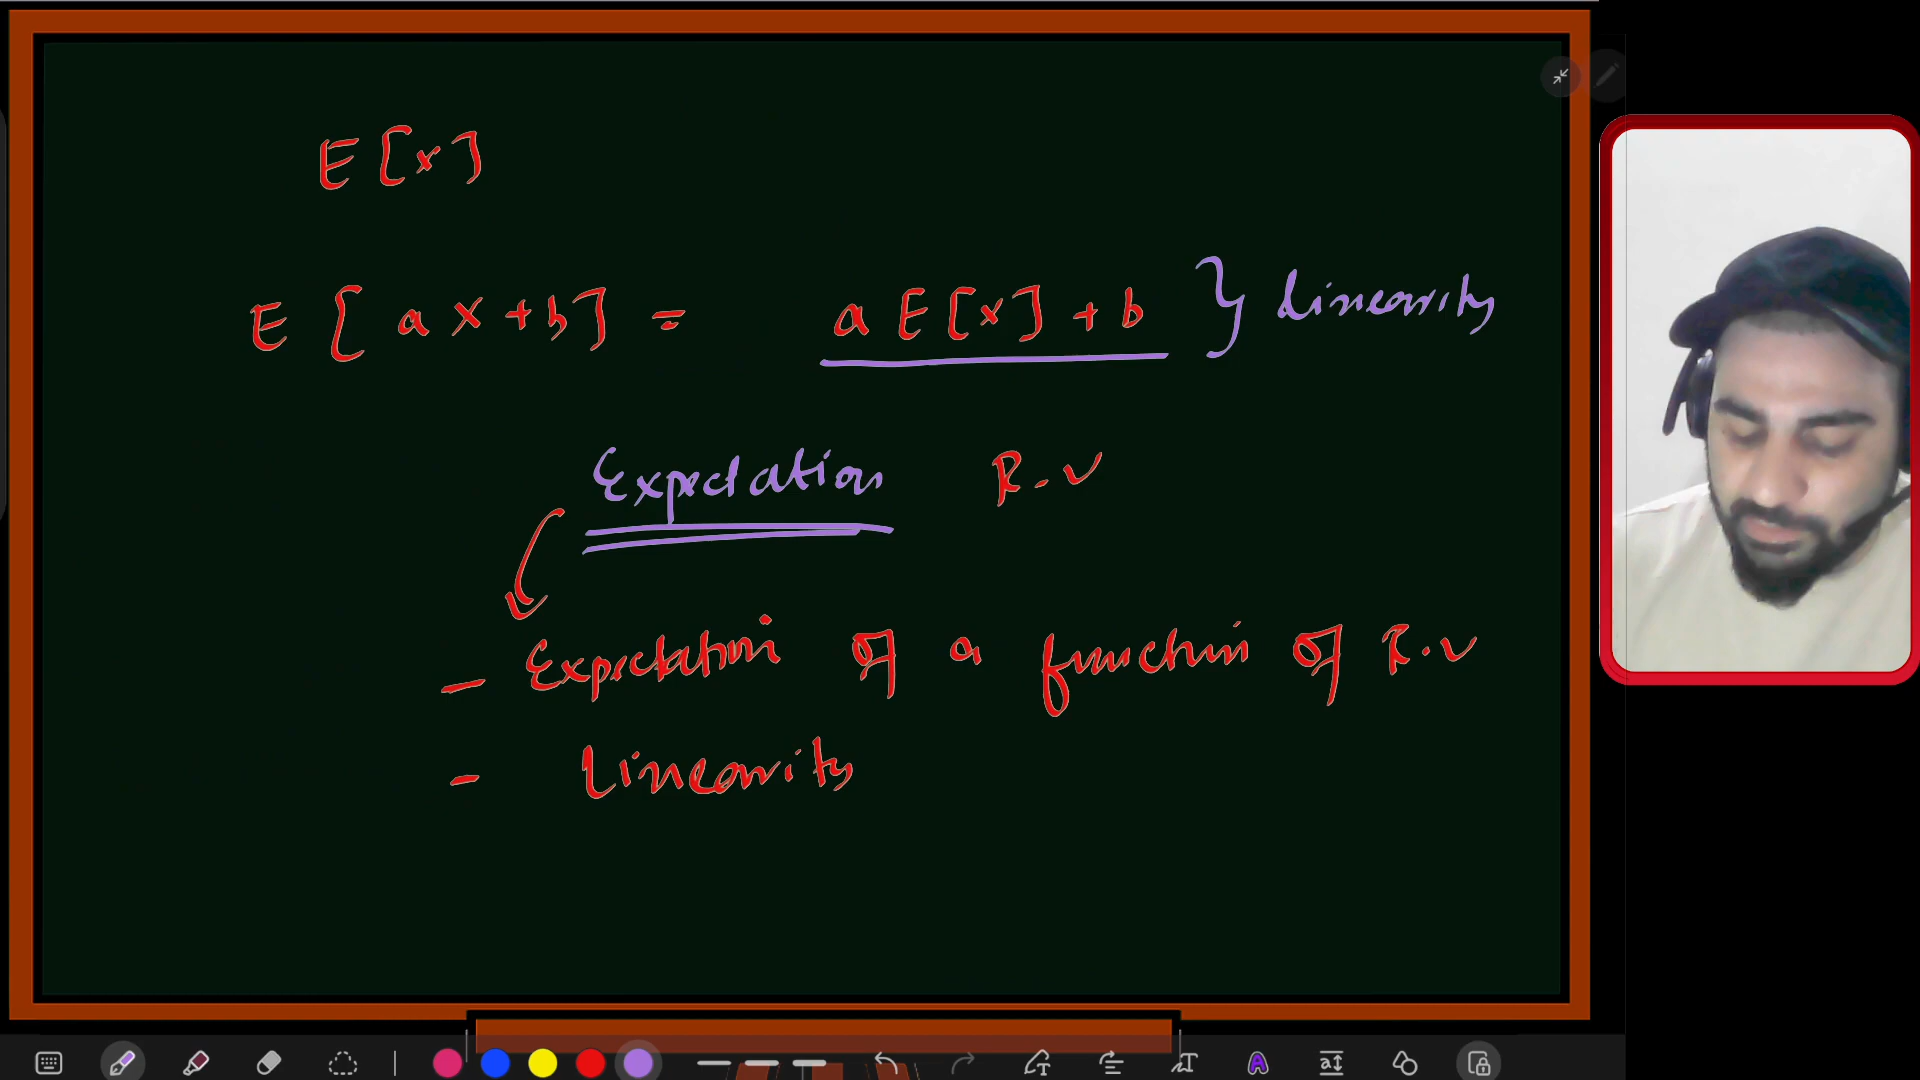 E[x]
E[ax+b] = aE[x]+b } Linearity
Expectation R.V
- Expectation of a function of R.V
- Linearity